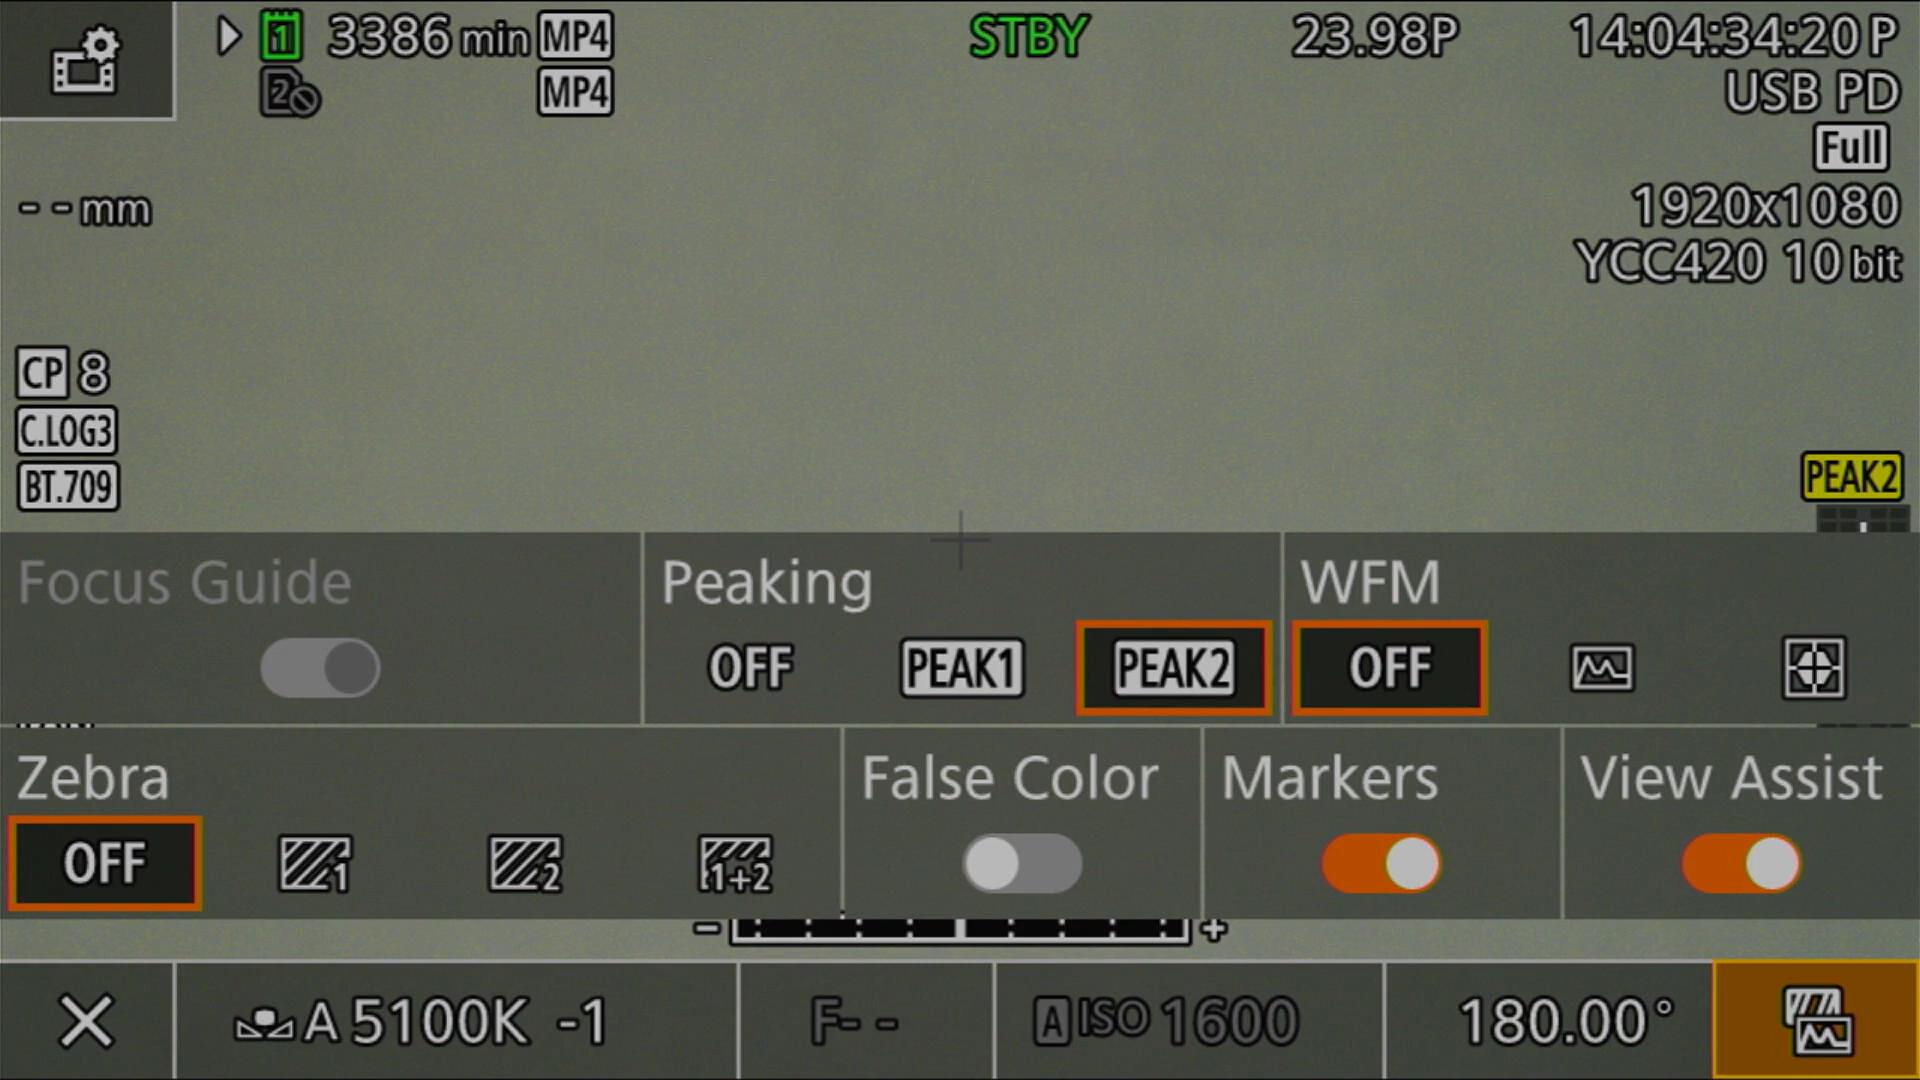 1 3386 min MP4 STBY 23.98P 14:04:34:20 P
2 MP4 USB PD
Full
- - mm 1920x1080
YCC420 10 bit
CP 8
C.LOG3
BT.709 PEAK2
Focus Guide Peaking WFM
OFF PEAK1 PEAK2 OFF
Zebra False Color Markers View Assist
OFF 1 2 1+2
- +
A 5100K -1 F- - A ISO 1600 180.00°